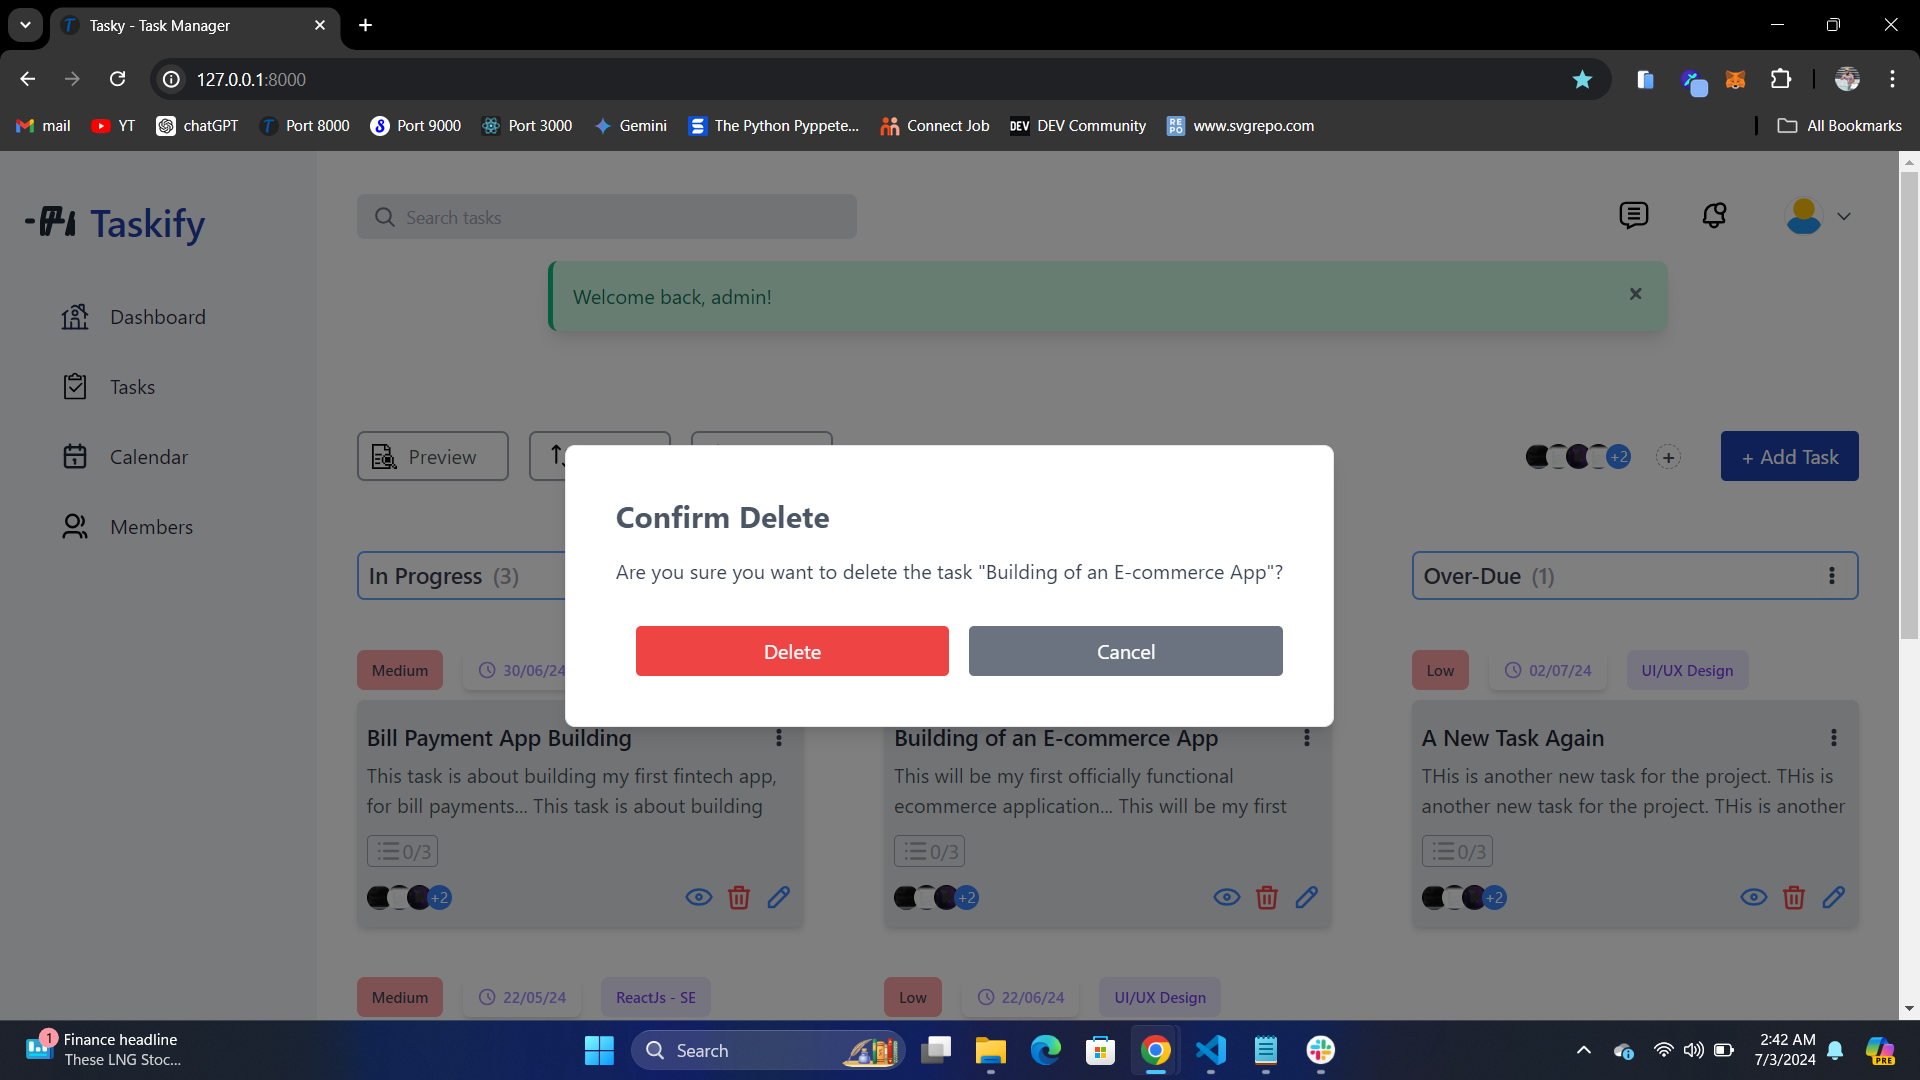 Tasky - Task Manager
127.0.0.1:8000
mail YT chatGPT Port 8000 Port 9000 Port 3000 Gemini The Python Pyppete... Connect Job DEV DEV Community RE PO www.svgrepo.com All Bookmarks
Taskify
Search tasks
Welcome back, admin!
Dashboard
Tasks
Calendar
Members
Preview
+2
+ Add Task
Confirm Delete
Are you sure you want to delete the task "Building of an E-commerce App"?
Delete Cancel
In Progress (3)
Over-Due (1)
Medium 30/06/24
Bill Payment App Building
This task is about building my first fintech app,
for bill payments... This task is about building
0/3
+2
Building of an E-commerce App
This will be my first officially functional
ecommerce application... This will be my first
0/3
+2
Low 02/07/24 UI/UX Design
A New Task Again
THis is another new task for the project. THis is
another new task for the project. THis is another
0/3
+2
Medium 22/05/24 ReactJs - SE
Low 22/06/24 UI/UX Design
1
Finance headline
These LNG Stoc...
Search
2:42 AM
7/3/2024
PRE